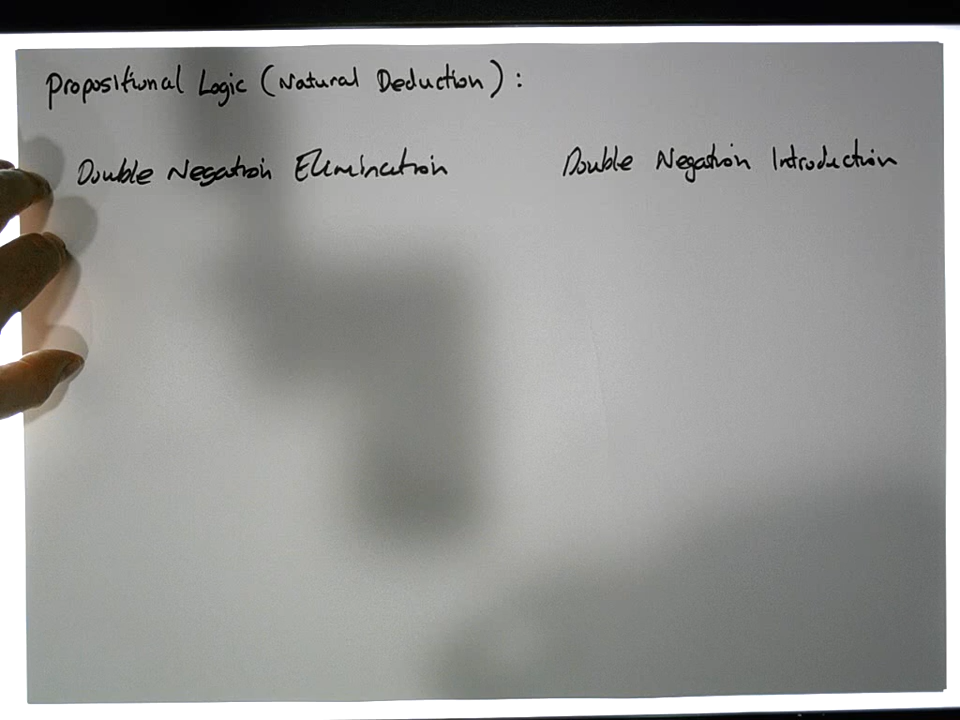 Propositional Logic (Natural Deduction):
Double Negation Elimination
Double Negation Introduction